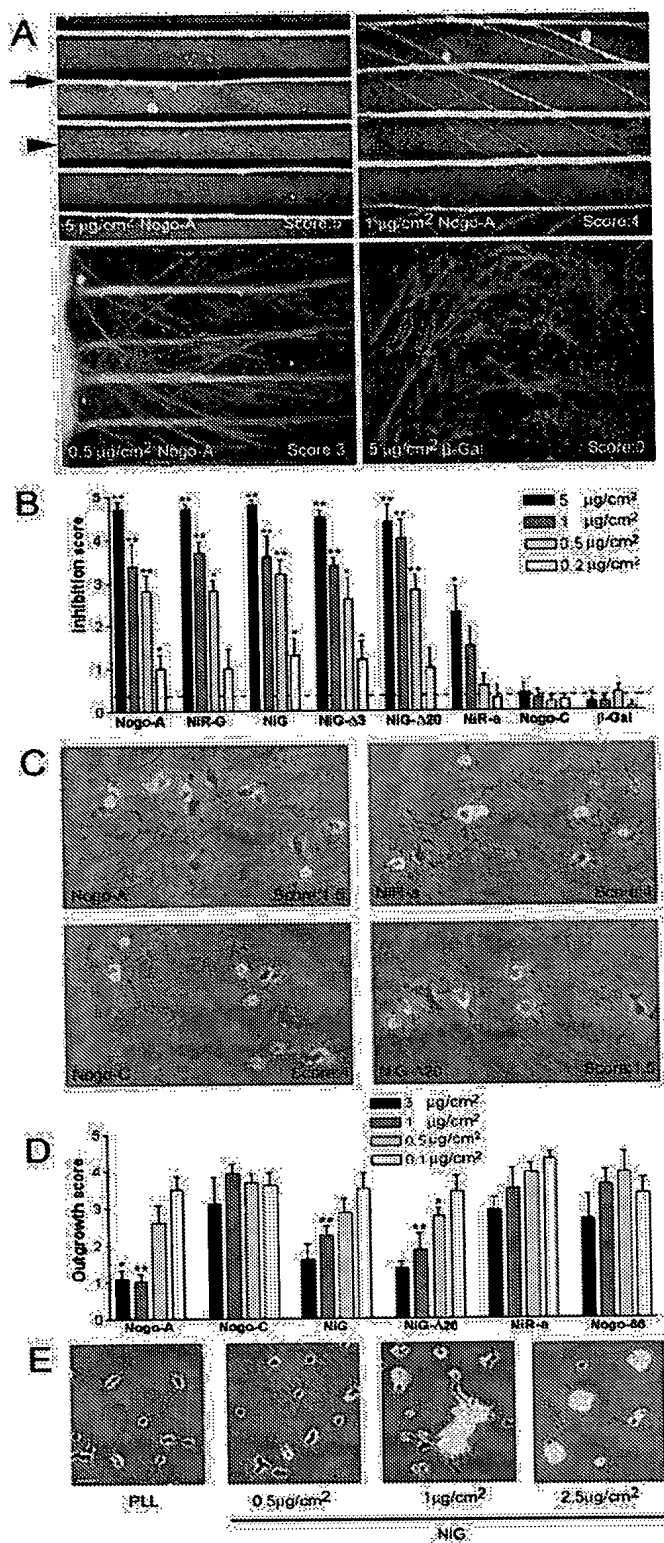 A
5 µg/cm² Nogo-A
1 µg/cm² Nogo-A
0.5 µg/cm² Nogo-A Score:3
5 µg/cm² β-Gal Score:0
B
Inhibition score
5
4
3
2
1
0
5 µg/cm²
1 µg/cm²
0.5 µg/cm²
0.2 µg/cm²
Nogo-A NiR-G NiG NiG-Δ3 NiG-Δ20 NiR-a Nogo-C β-Gal
C
Nogo-A Score:1.5
NiR-a
Nogo-C
NiG-Δ20 Score:1.5
3 µg/cm²
1 µg/cm²
0.5 µg/cm²
0.1 µg/cm²
D
Outgrowth score
5
4
3
2
1
0
Nogo-A Nogo-C NiG NiG-Δ20 NiR-a Nogo-66
E
PLL 0.5µg/cm² 1µg/cm² 2.5µg/cm²
NiG